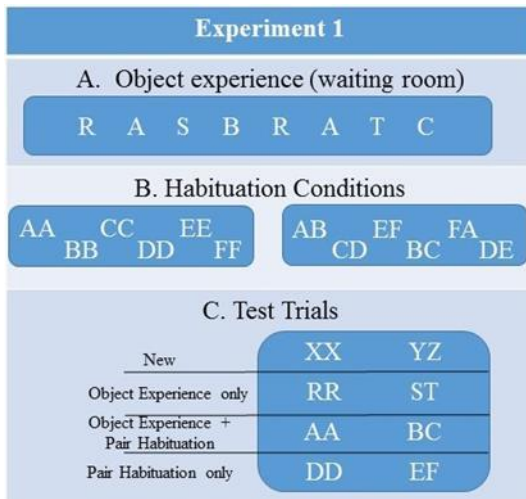 Experiment 1
A. Object experience (waiting room)
R A S B R A T C
B. Habituation Conditions
AA CC EE
BB DD FF
AB EF FA
CD BC DE
C. Test Trials
New XX YZ
Object Experience only RR ST
Object Experience +
Pair Habituation AA BC
Pair Habituation only DD EF